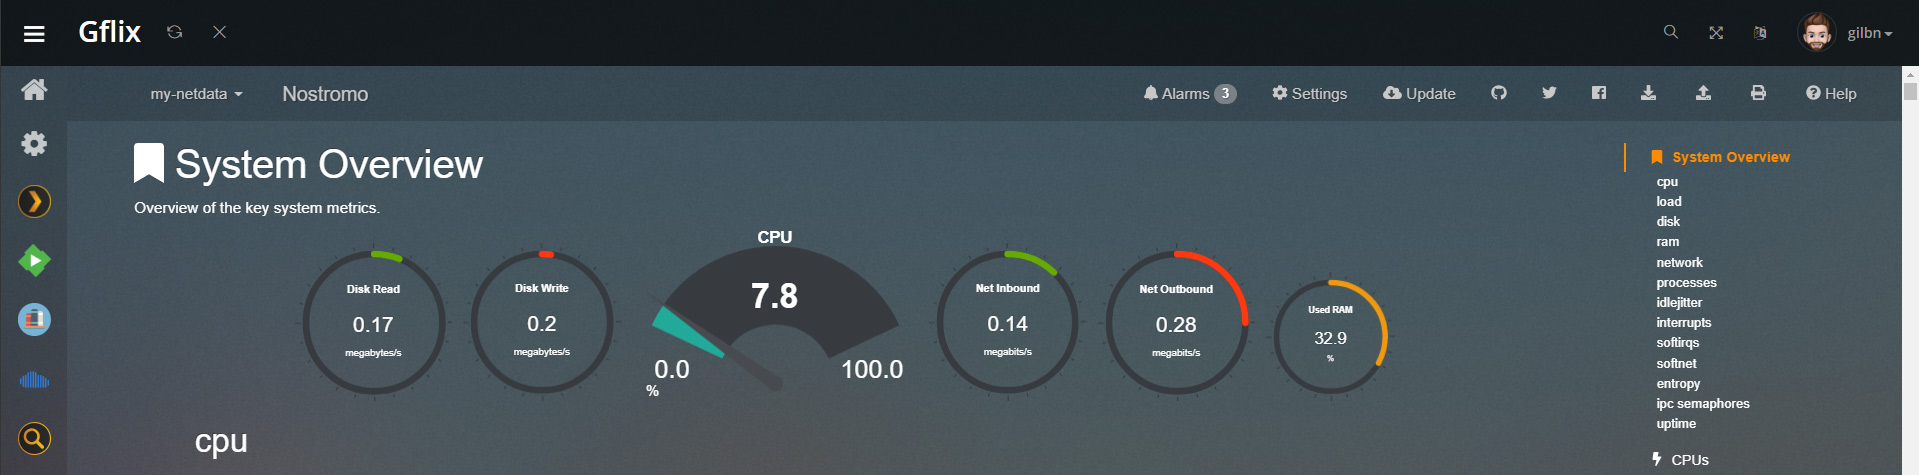 Gflix
gilbn
my-netdata
Nostromo
Alarms 3
Settings
Update
Help
System Overview
Overview of the key system metrics.
Disk Read
0.17
megabytes/s
Disk Write
0.2
megabytes/s
CPU
7.8
0.0
100.0
%
Net Inbound
0.14
megabits/s
Net Outbound
0.28
megabits/s
Used RAM
32.9
%
cpu
System Overview
cpu
load
disk
ram
network
processes
idlejitter
interrupts
softirqs
softnet
entropy
ipc semaphores
uptime
CPUs